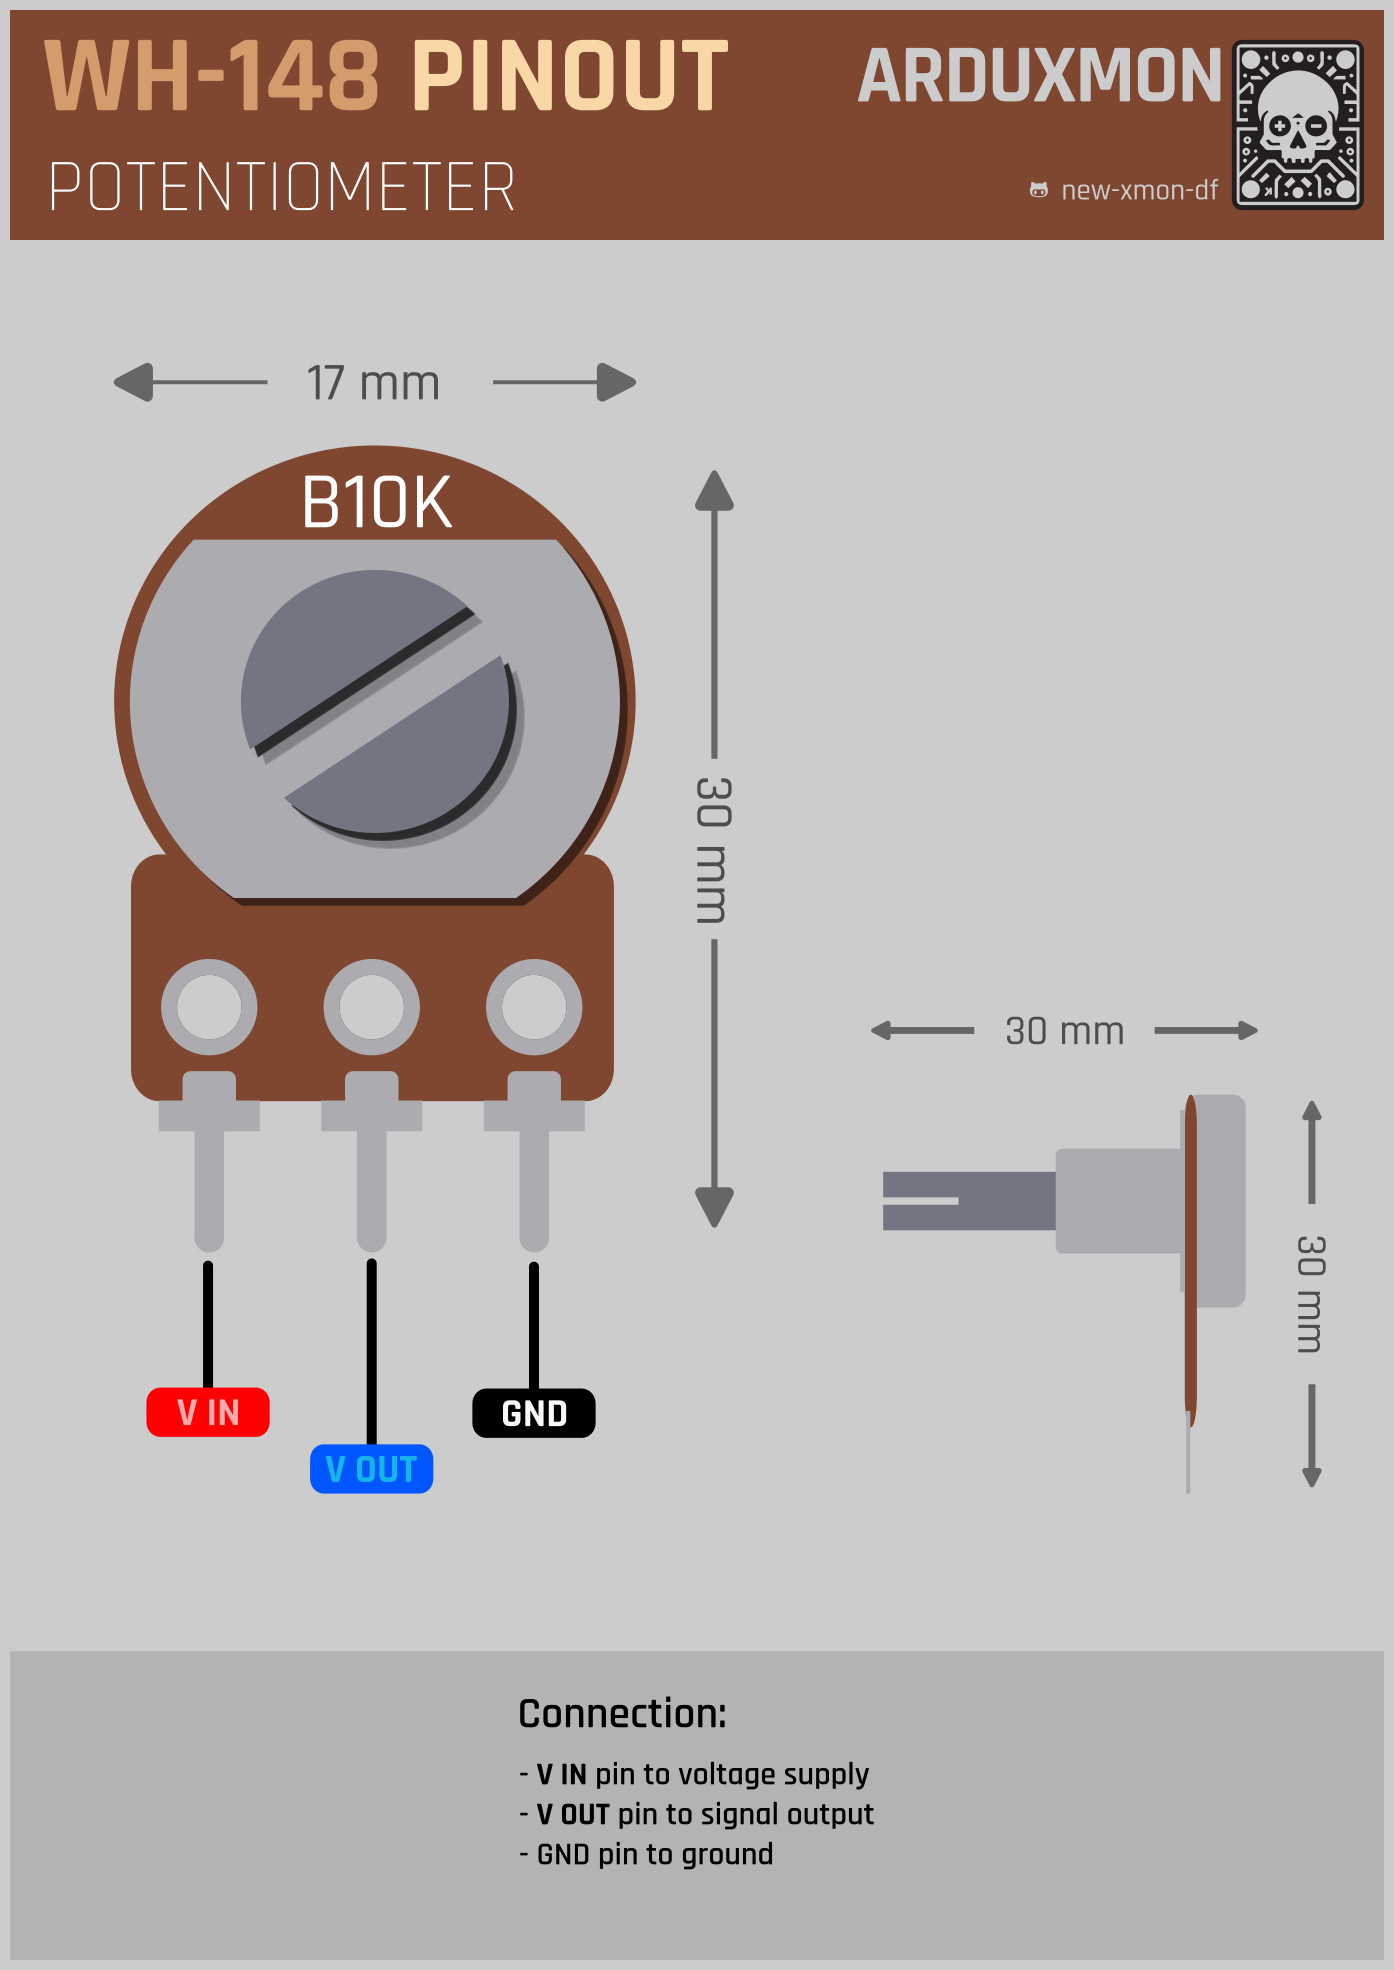 WH-148 PINOUT
POTENTIOMETER
ARDUXMON
new-xmon-df
17 mm
B10K
30 mm
30 mm
30 mm
V IN
V OUT
GND
Connection:
- V IN pin to voltage supply
- V OUT pin to signal output
- GND pin to ground